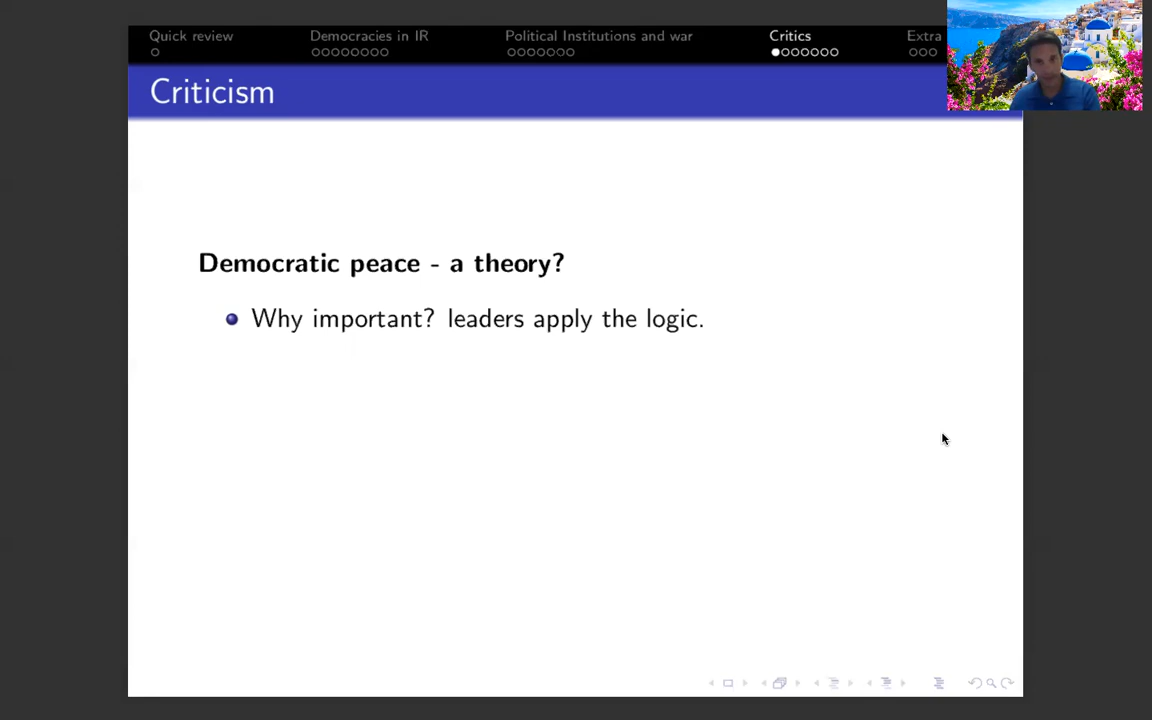 Quick review Democracies in IR Political Institutions and war Critics Extra
Criticism
Democratic peace - a theory?
Why important? leaders apply the logic.